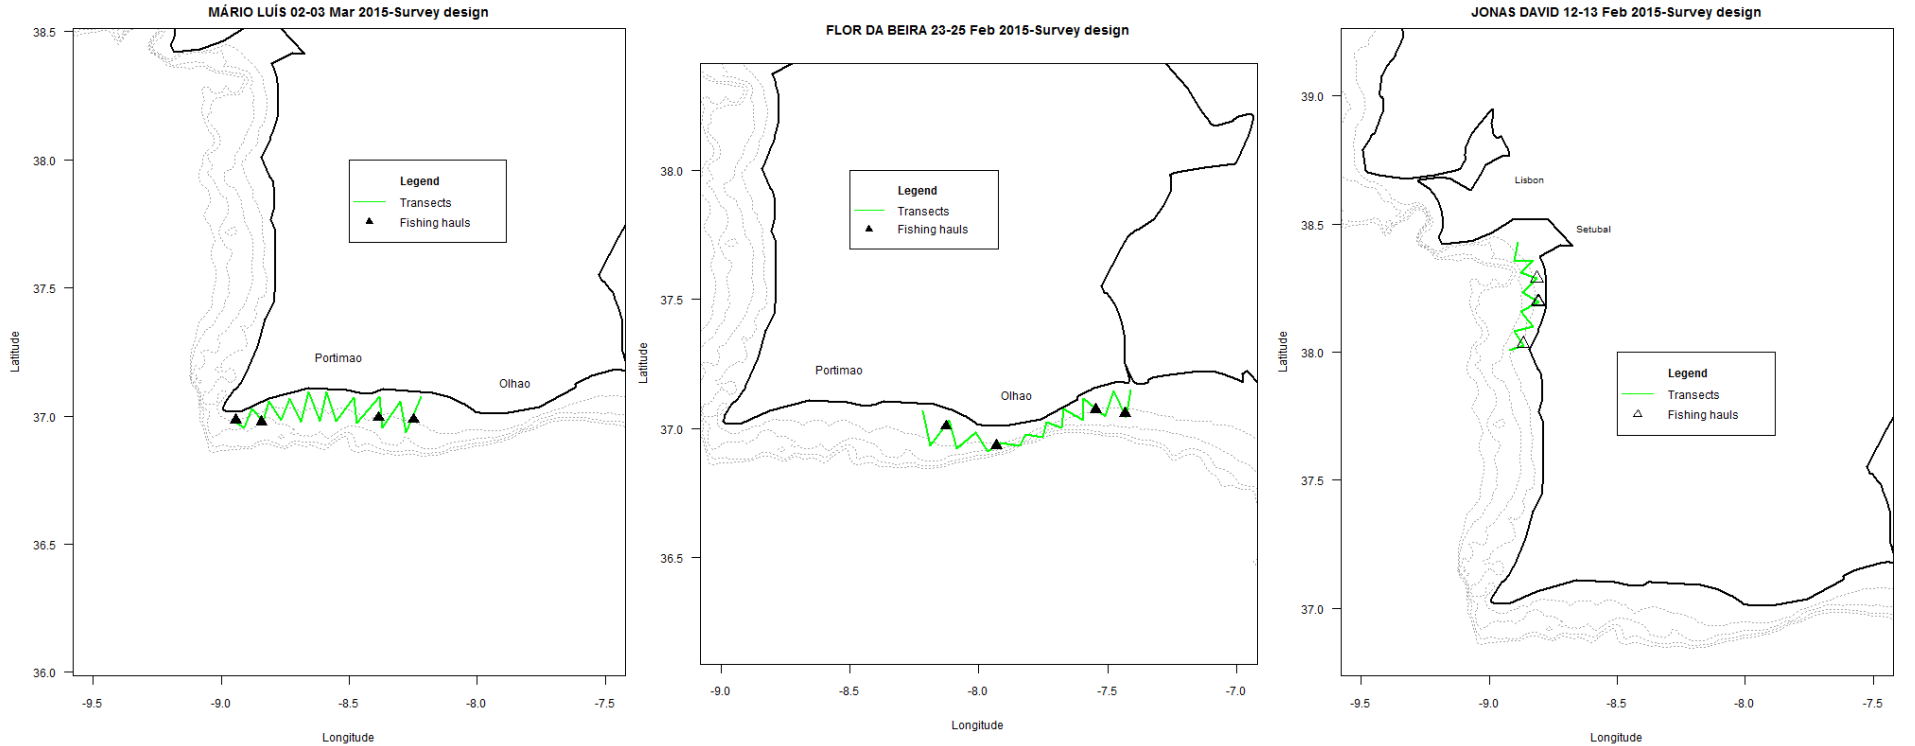 MÁRIO LUÍS 02-03 Mar 2015-Survey design
38.5
38.0
37.5
37.0
36.5
36.0
Latitude
Legend
Transects
Fishing hauls
Portimao
Olhao
-9.5
-9.0
-8.5
-8.0
-7.5
Longitude
FLOR DA BEIRA 23-25 Feb 2015-Survey design
38.0
37.5
37.0
36.5
Latitude
Legend
Transects
Fishing hauls
Portimao
Olhao
-9.0
-8.5
-8.0
-7.5
-7.0
Longitude
JONAS DAVID 12-13 Feb 2015-Survey design
39.0
38.5
38.0
37.5
37.0
Latitude
Lisbon
Setubal
Legend
Transects
Fishing hauls
-9.5
-9.0
-8.5
-8.0
-7.5
Longitude